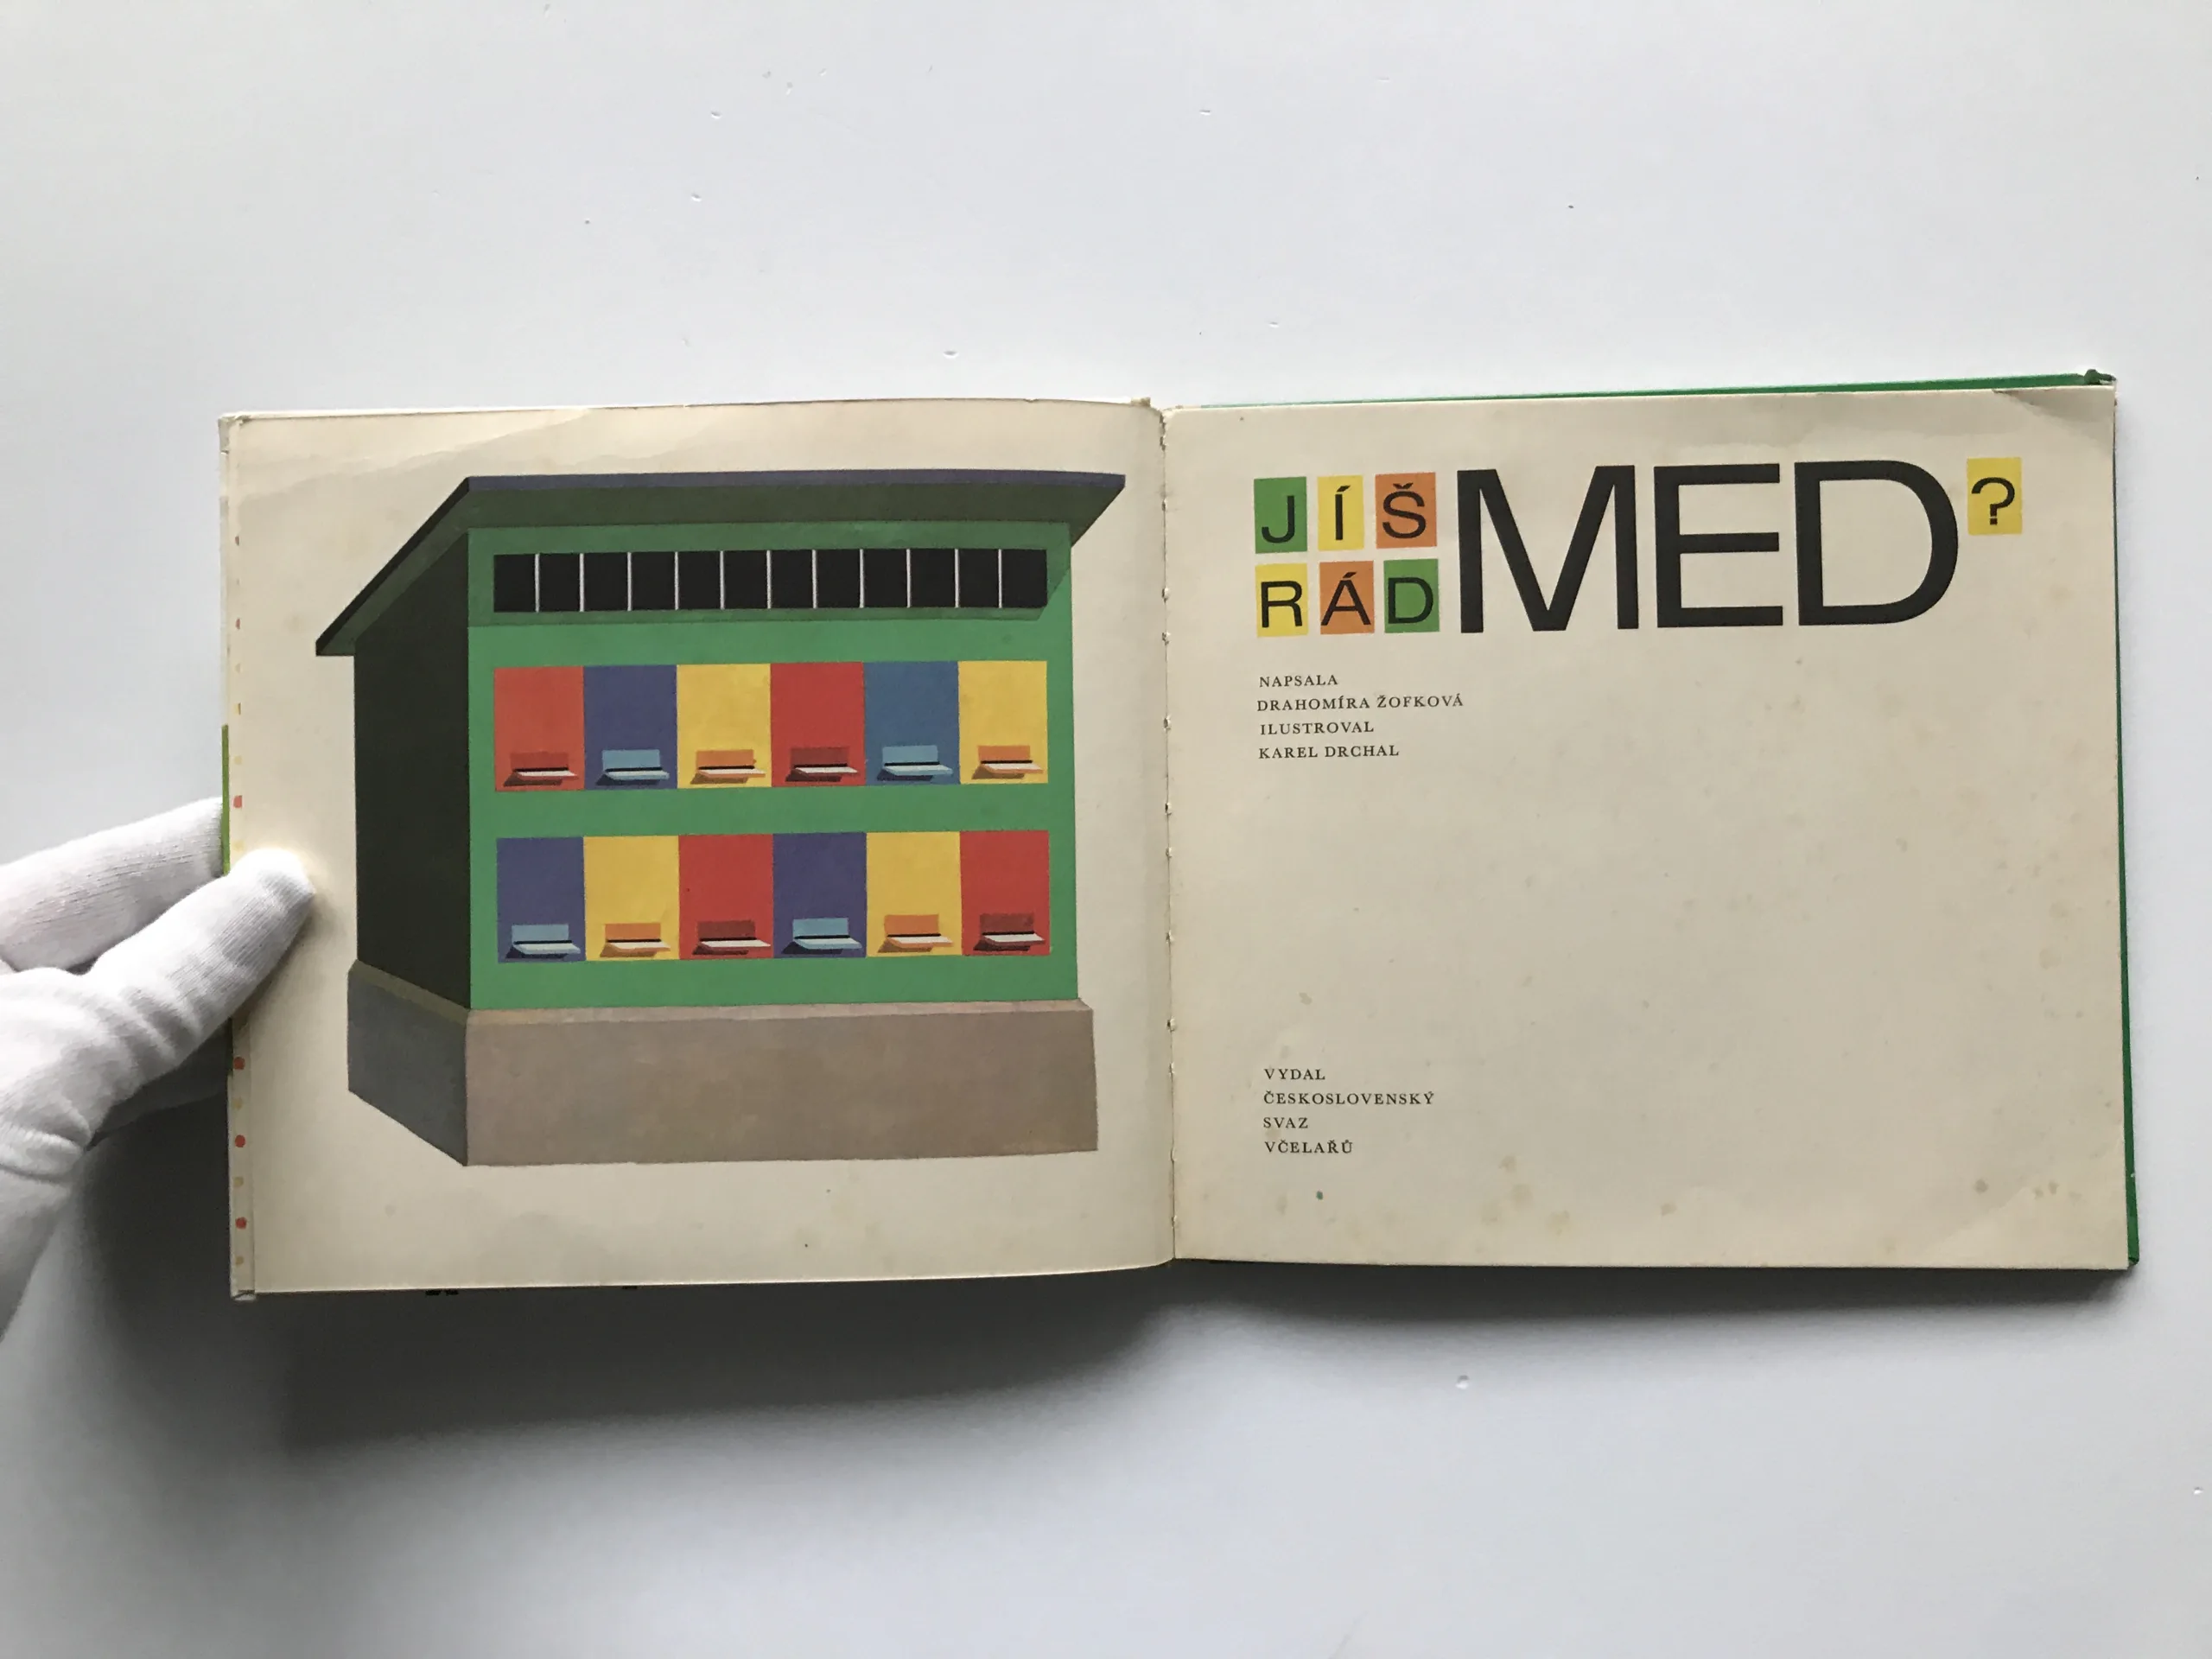 JÍŠ
RÁD
MED?
NAPSALA
DRAHOMÍRA ŽOFKOVÁ
ILUSTROVAL
KAREL DRCHAL
VYDAL
ČESKOSLOVENSKÝ
SVAZ
VČELAŘŮ